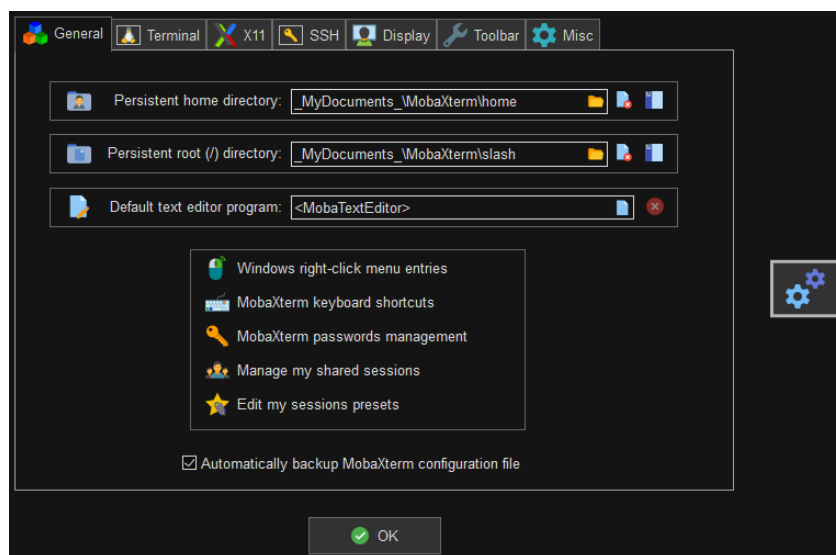 General Terminal X11 SSH Display Toolbar Misc
Persistent home directory: _MyDocuments_\MobaXterm\home
Persistent root (/) directory: _MyDocuments_\MobaXterm\slash
Default text editor program: <MobaTextEditor>
Windows right-click menu entries
MobaXterm keyboard shortcuts
MobaXterm passwords management
Manage my shared sessions
Edit my sessions presets
Automatically backup MobaXterm configuration file
OK